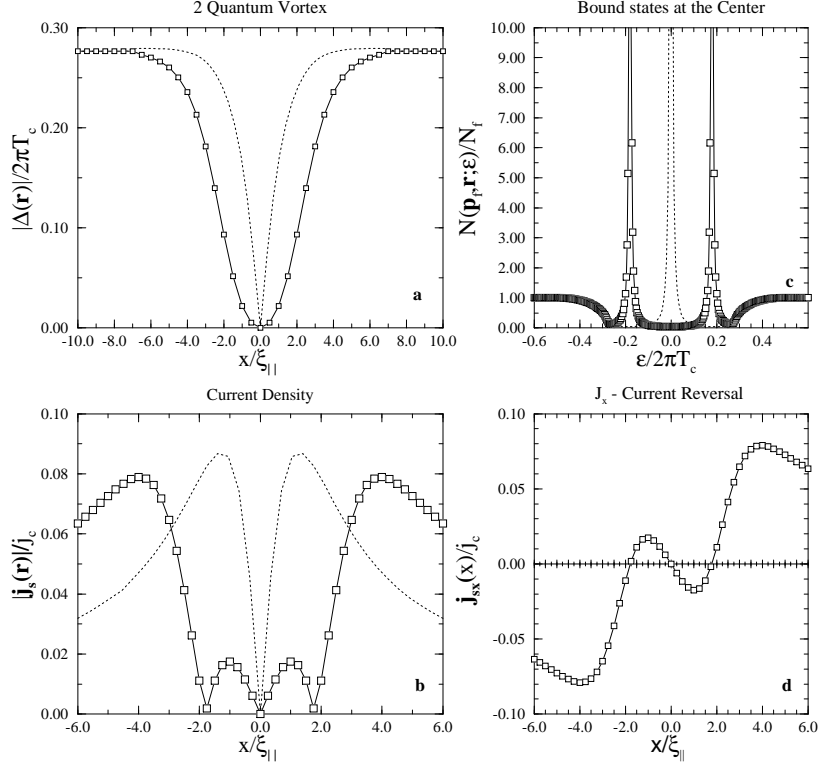 2 Quantum Vortex
|Δ(r)|/2πT_c
0.30
0.20
0.10
0.00
-10.0 -8.0 -6.0 -4.0 -2.0 0.0 2.0 4.0 6.0 8.0 10.0
x/ξ_||
a
Bound states at the Center
N(p_f,r;ε)/N_f
10.00
9.00
8.00
7.00
6.00
5.00
4.00
3.00
2.00
1.00
0.00
-0.6 -0.4 -0.2 0.0 0.2 0.4
ε/2πT_c
c
Current Density
|j_s(r)|/j_c
0.10
0.08
0.06
0.04
0.02
0.00
-6.0 -4.0 -2.0 0.0 2.0 4.0 6.0
x/ξ_||
b
J_x - Current Reversal
j_sx(x)/j_c
0.10
0.05
0.00
-0.05
-0.10
-6.0 -4.0 -2.0 0.0 2.0 4.0 6.0
x/ξ_||
d